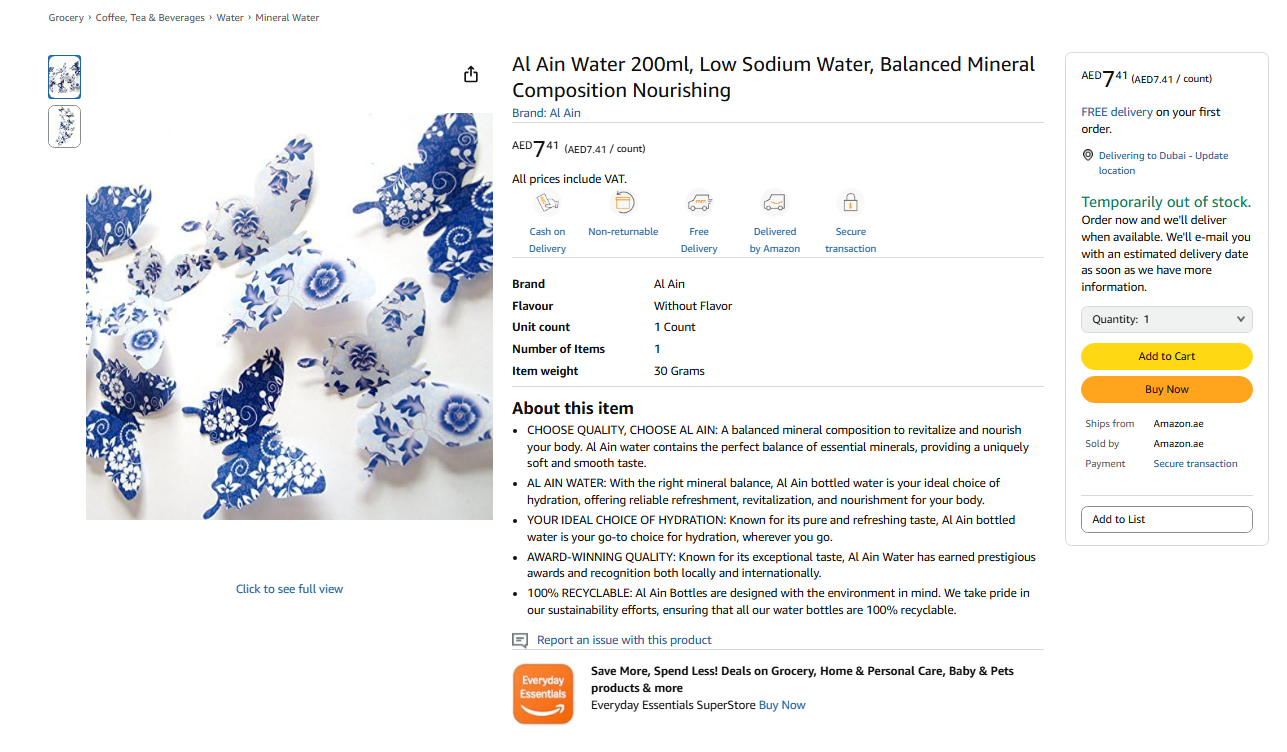 Grocery › Coffee, Tea & Beverages › Water › Mineral Water
Al Ain Water 200ml, Low Sodium Water, Balanced Mineral
Composition Nourishing
Brand: Al Ain
AED7.41 (AED7.41 / count)
All prices include VAT.
Cash on
Delivery
Non-returnable
Free
Delivery
Delivered
by Amazon
Secure
transaction
Brand Al Ain
Flavour Without Flavor
Unit count 1 Count
Number of Items 1
Item weight 30 Grams
About this item
• CHOOSE QUALITY, CHOOSE AL AIN: A balanced mineral composition to revitalize and nourish
your body. Al Ain water contains the perfect balance of essential minerals, providing a uniquely
soft and smooth taste.
• AL AIN WATER: With the right mineral balance, Al Ain bottled water is your ideal choice of
hydration, offering reliable refreshment, revitalization, and nourishment for your body.
• YOUR IDEAL CHOICE OF HYDRATION: Known for its pure and refreshing taste, Al Ain bottled
water is your go-to choice for hydration, wherever you go.
• AWARD-WINNING QUALITY: Known for its exceptional taste, Al Ain Water has earned prestigious
awards and recognition both locally and internationally.
• 100% RECYCLABLE: Al Ain Bottles are designed with the environment in mind. We take pride in
our sustainability efforts, ensuring that all our water bottles are 100% recyclable.
Report an issue with this product
Everyday
Essentials
Save More, Spend Less! Deals on Grocery, Home & Personal Care, Baby & Pets
products & more
Everyday Essentials SuperStore Buy Now
Click to see full view
AED7.41 (AED7.41 / count)
FREE delivery on your first
order.
Delivering to Dubai - Update
location
Temporarily out of stock.
Order now and we'll deliver
when available. We'll e-mail you
with an estimated delivery date
as soon as we have more
information.
Quantity: 1
Add to Cart
Buy Now
Ships from Amazon.ae
Sold by Amazon.ae
Payment Secure transaction
Add to List